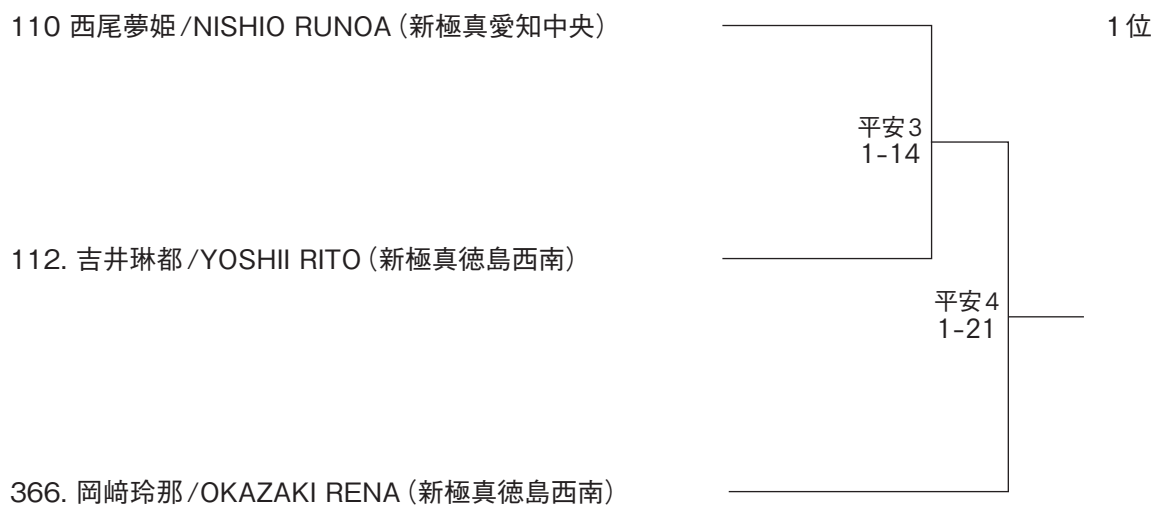 110 西尾夢姫/NISHIO RUNOA(新極真愛知中央)
1位
平安3
1-14
112. 吉井琳都/YOSHII RITO(新極真徳島西南)
平安4
1-21
366. 岡﨑玲那/OKAZAKI RENA(新極真徳島西南)